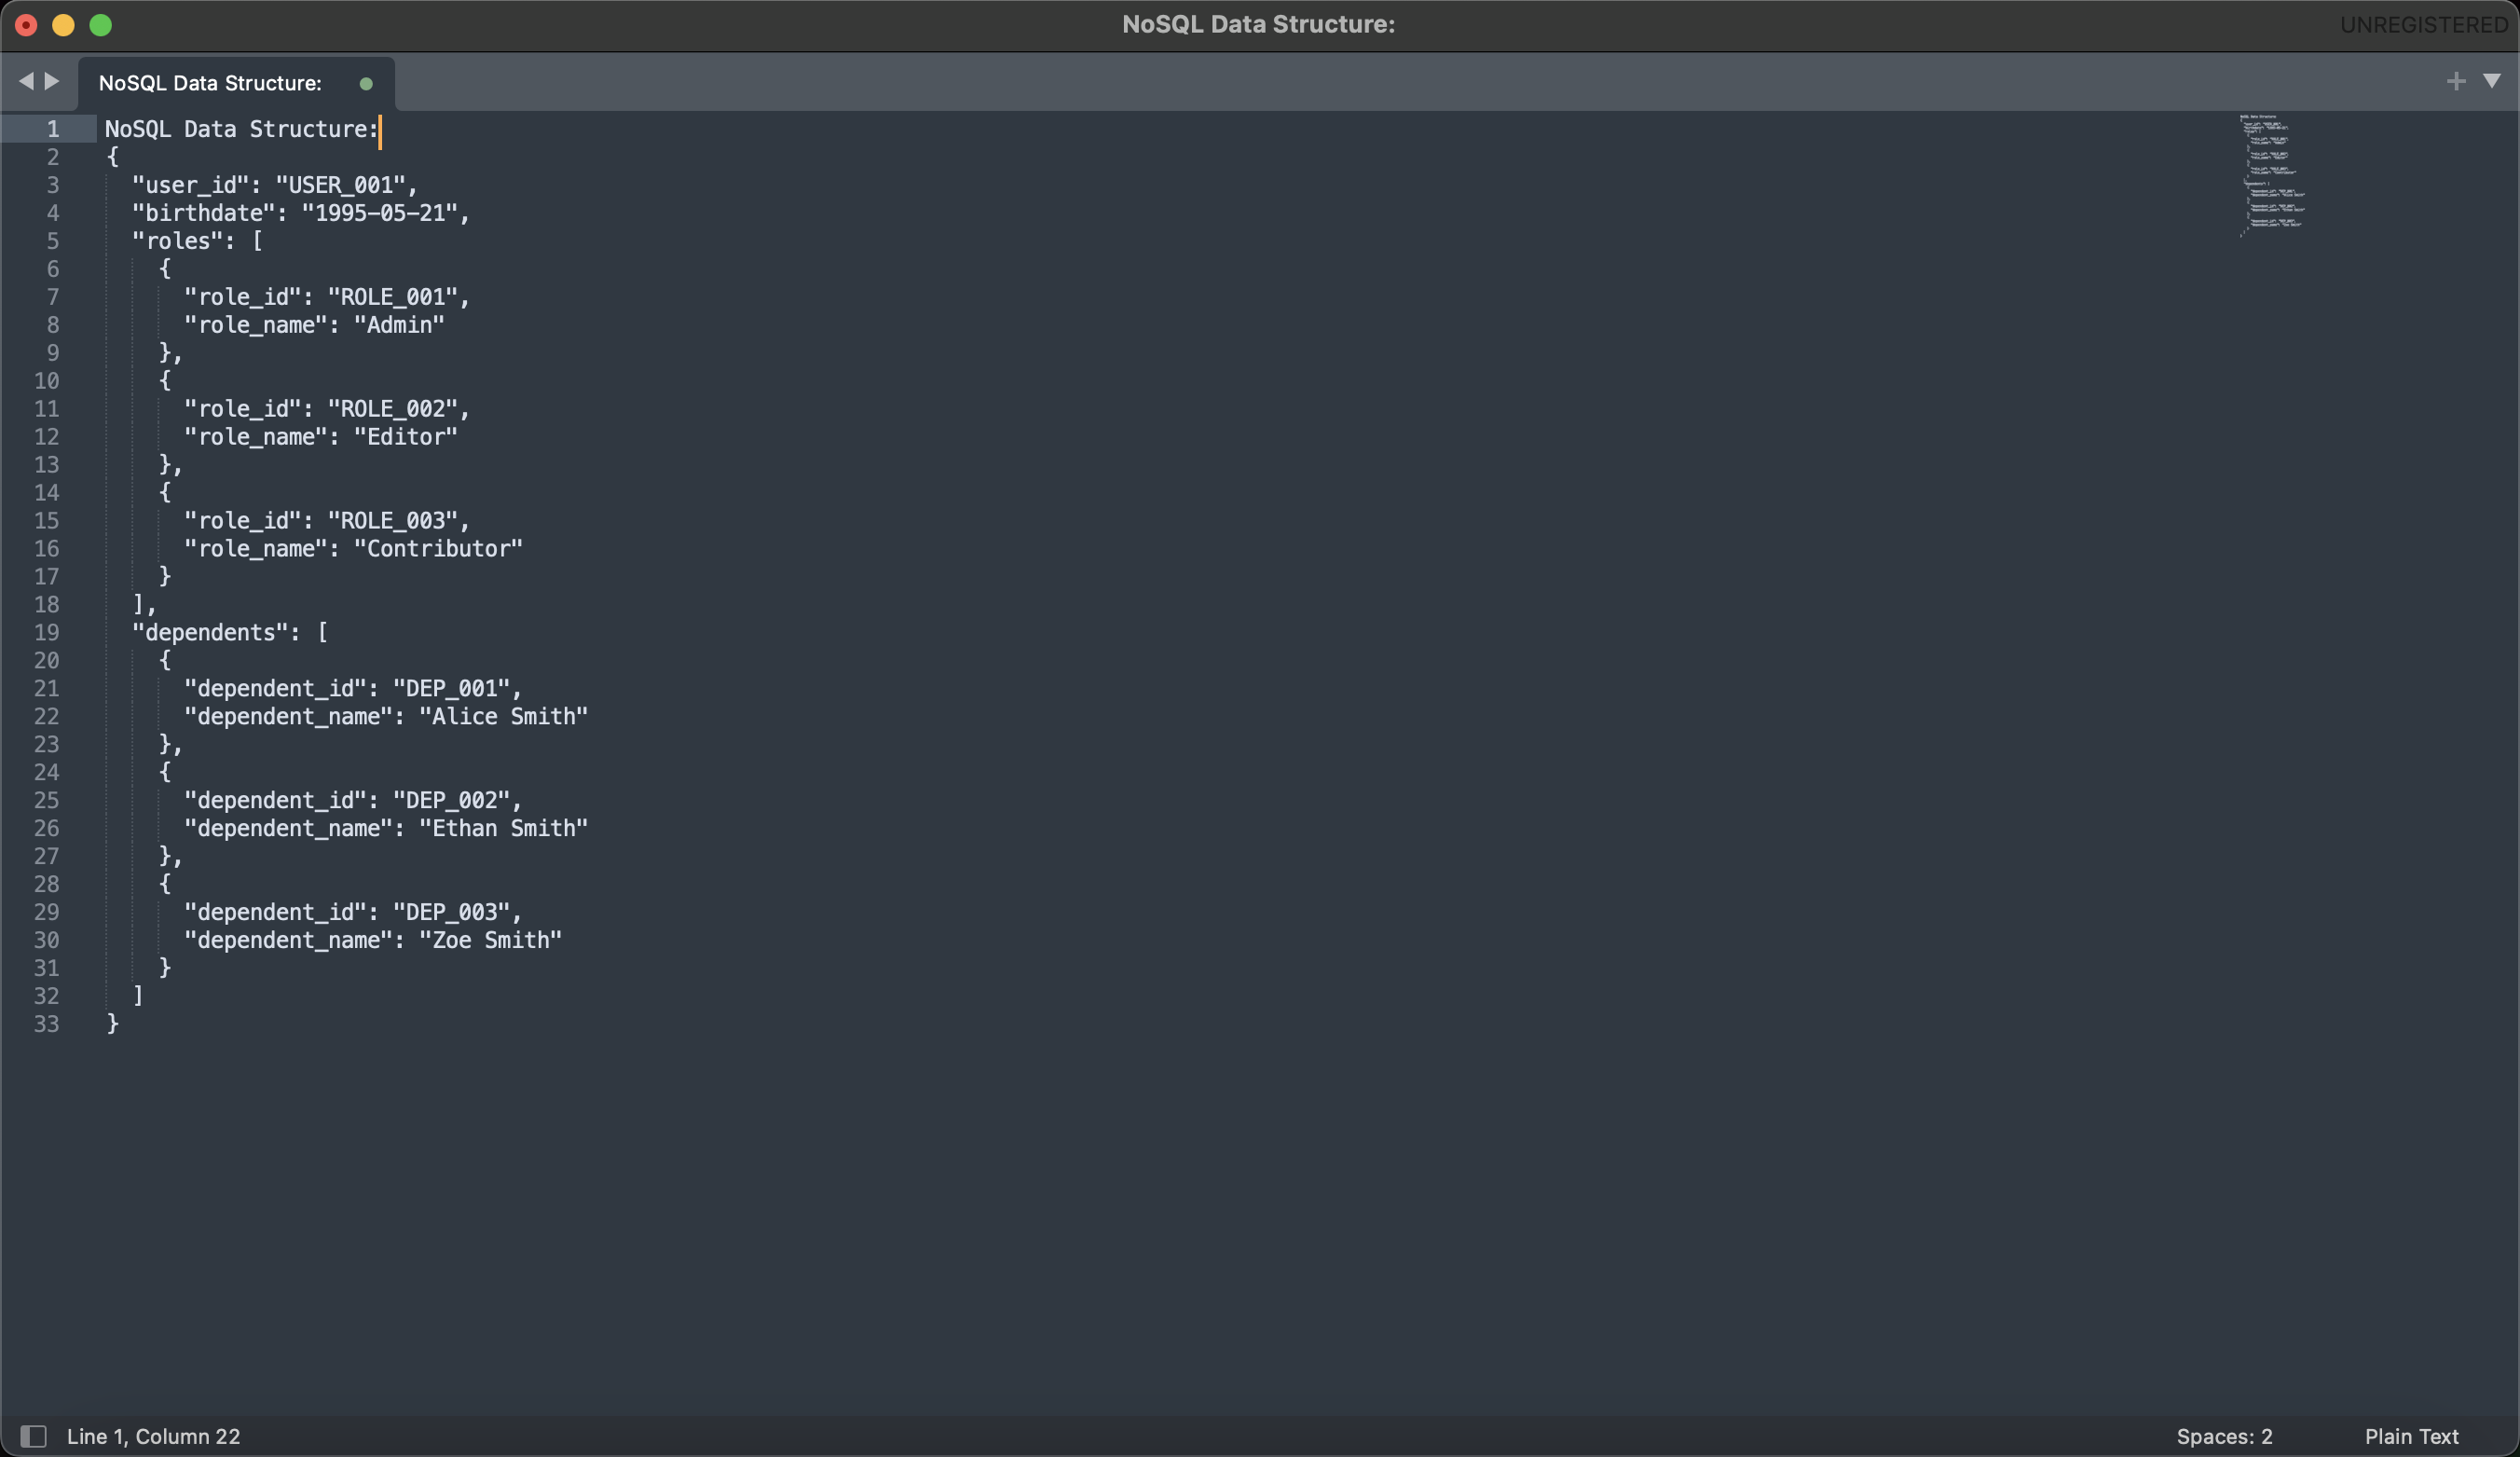 NoSQL Data Structure:
UNREGISTERED
NoSQL Data Structure:
1 NoSQL Data Structure:
2 {
3   "user_id": "USER_001",
4   "birthdate": "1995-05-21",
5   "roles": [
6     {
7       "role_id": "ROLE_001",
8       "role_name": "Admin"
9     },
10     {
11       "role_id": "ROLE_002",
12       "role_name": "Editor"
13     },
14     {
15       "role_id": "ROLE_003",
16       "role_name": "Contributor"
17     }
18   ],
19   "dependents": [
20     {
21       "dependent_id": "DEP_001",
22       "dependent_name": "Alice Smith"
23     },
24     {
25       "dependent_id": "DEP_002",
26       "dependent_name": "Ethan Smith"
27     },
28     {
29       "dependent_id": "DEP_003",
30       "dependent_name": "Zoe Smith"
31     }
32   ]
33 }
Line 1, Column 22
Spaces: 2
Plain Text